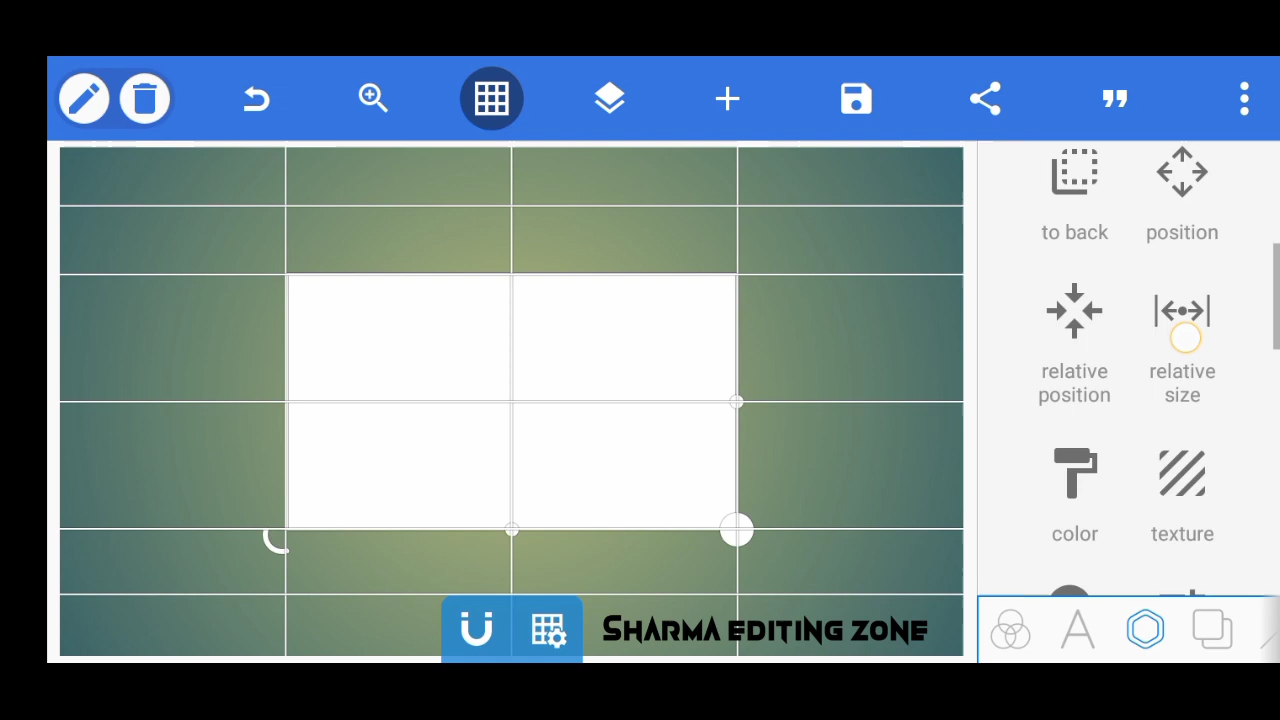 to back
position
relative
position
relative
size
color
texture
SHARMA EDITING ZONE